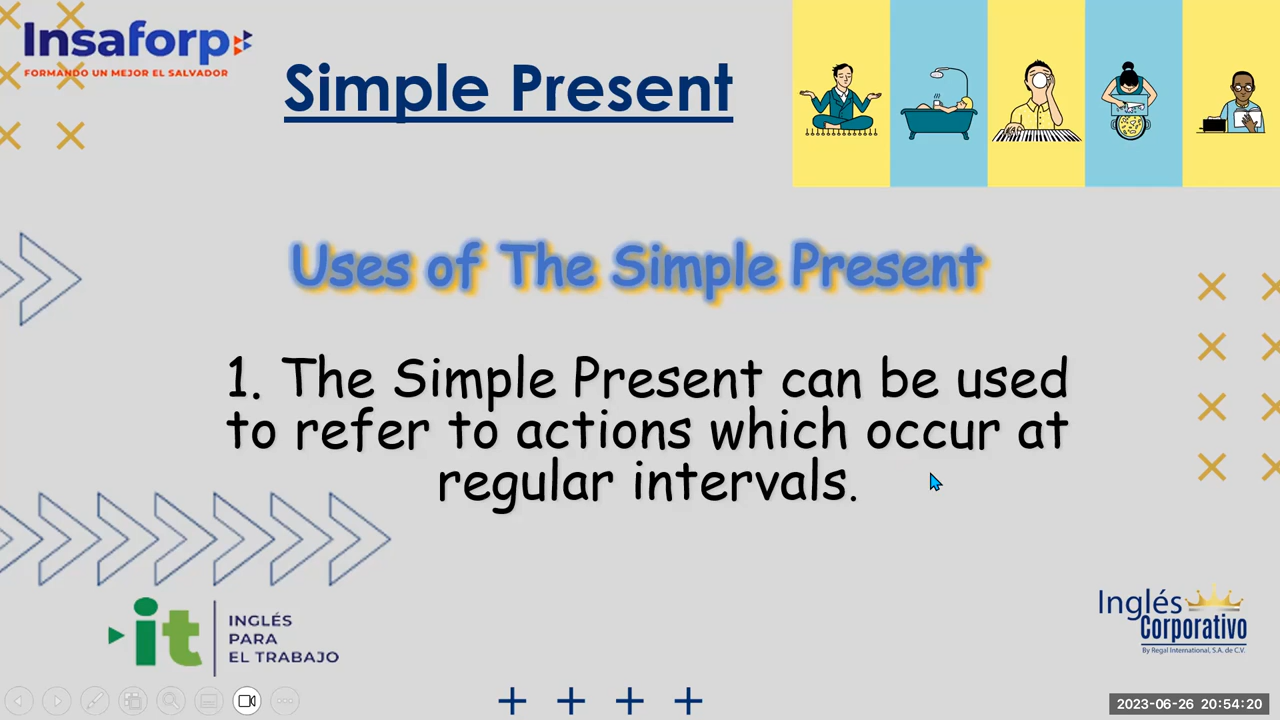 Insaforp
FORMANDO UN MEJOR EL SALVADOR
Simple Present
Uses of The Simple Present
1. The Simple Present can be used
to refer to actions which occur at
regular intervals.
it
INGLÉS
PARA
EL TRABAJO
Inglés
Corporativo
By Regal International, S.A. de C.V.
2023-06-26 20:54:20